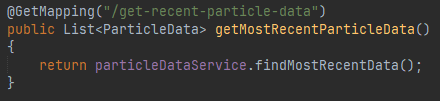 @GetMapping("/get-recent-particle-data")
public List<ParticleData> getMostRecentParticleData()
{
    return particleDataService.findMostRecentData();
}